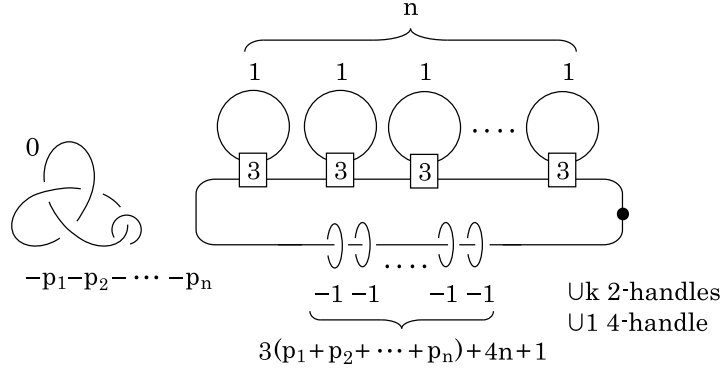 n
1 1 1 1
0
3 3 3 3
−p₁−p₂− ⋯ −pₙ
−1 −1 −1 −1
3(p₁+p₂+⋯+pₙ)+4n+1
∪k 2-handles
∪1 4-handle